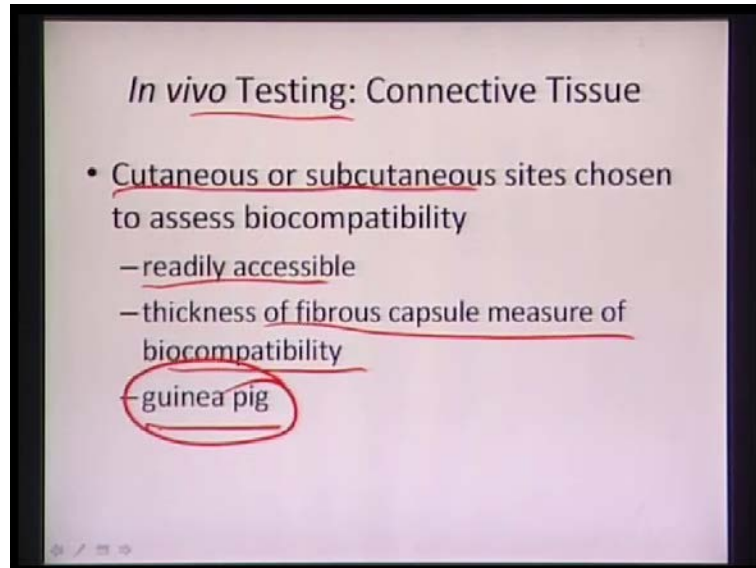 In vivo Testing: Connective Tissue
• Cutaneous or subcutaneous sites chosen
to assess biocompatibility
–readily accessible
–thickness of fibrous capsule measure of
biocompatibility
–guinea pig